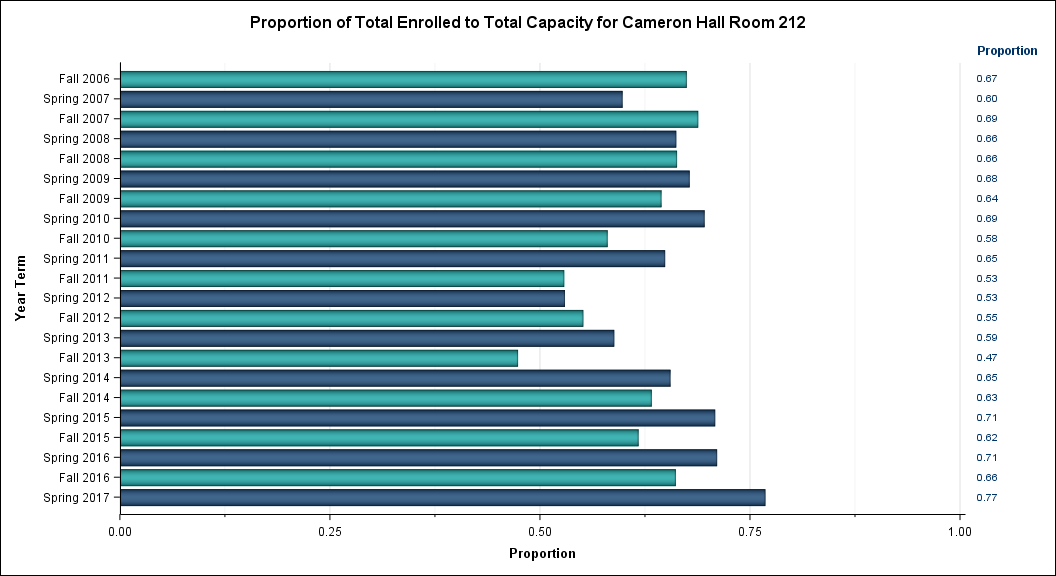 Proportion of Total Enrolled to Total Capacity for Cameron Hall Room 212
Proportion
Fall 2006 0.67
Spring 2007 0.60
Fall 2007 0.69
Spring 2008 0.66
Fall 2008 0.66
Spring 2009 0.68
Fall 2009 0.64
Spring 2010 0.69
Fall 2010 0.58
Spring 2011 0.65
Fall 2011 0.53
Spring 2012 0.53
Fall 2012 0.55
Spring 2013 0.59
Fall 2013 0.47
Spring 2014 0.65
Fall 2014 0.63
Spring 2015 0.71
Fall 2015 0.62
Spring 2016 0.71
Fall 2016 0.66
Spring 2017 0.77
Year Term
0.00 0.25 0.50 0.75 1.00
Proportion